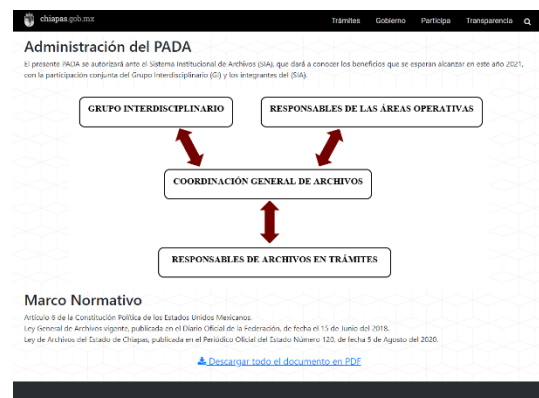 chiapas.gob.mx
Trámites Gobierno Participa Transparencia
Administración del PADA
El presente PADA se autorizará ante el Sistema Institucional de Archivos (SIA), que dará a conocer los beneficios que se esperan alcanzar en este año 2021,
con la participación conjunta del Grupo Interdisciplinario (GI) y los integrantes del (SIA).
GRUPO INTERDISCIPLINARIO
RESPONSABLES DE LAS ÁREAS OPERATIVAS
COORDINACIÓN GENERAL DE ARCHIVOS
RESPONSABLES DE ARCHIVOS EN TRÁMITES
Marco Normativo
Artículo 6 de la Constitución Política de los Estados Unidos Mexicanos.
Ley General de Archivos vigente, publicada en el Diario Oficial de la Federación, de fecha el 15 de Junio del 2018.
Ley de Archivos del Estado de Chiapas, publicada en el Periódico Oficial del Estado Número 120, de fecha 5 de Agosto del 2020.
Descargar todo el documento en PDF